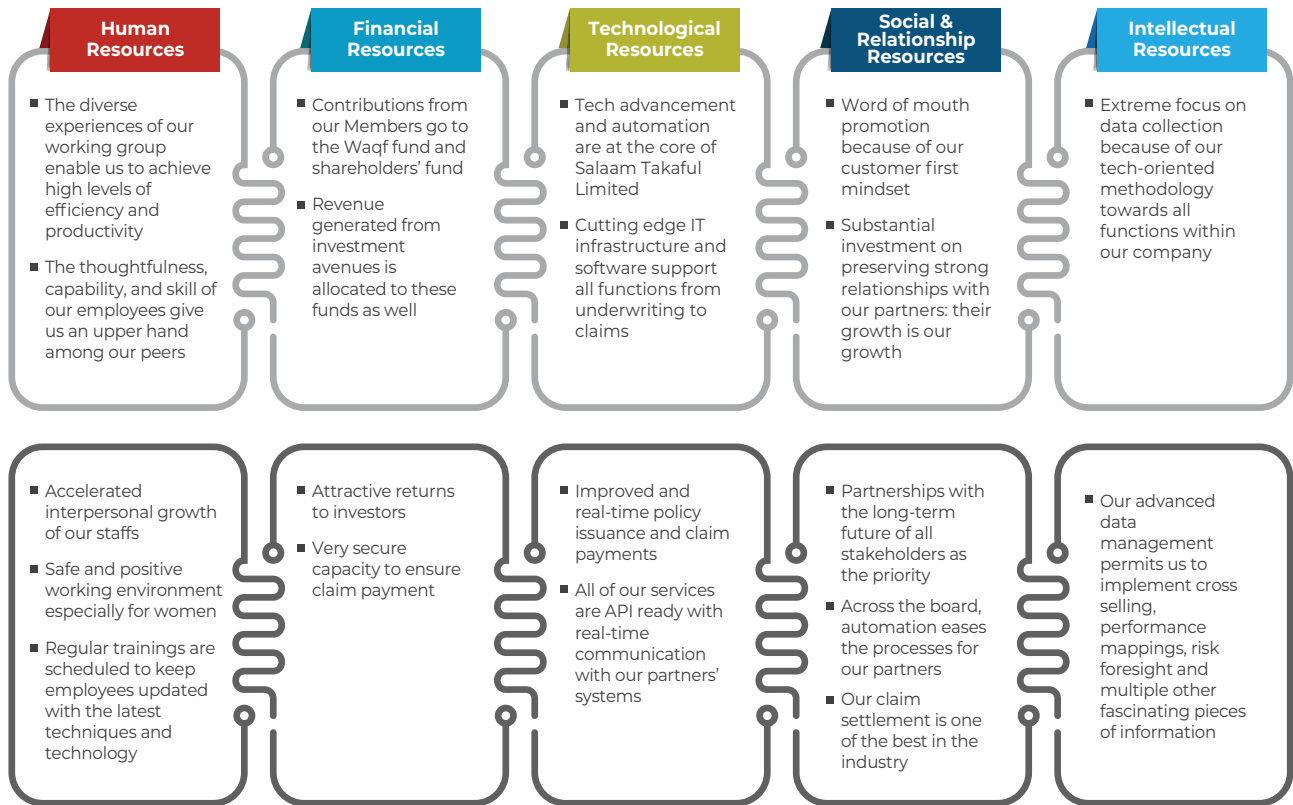 Human
Resources
Financial
Resources
Technological
Resources
Social &
Relationship
Resources
Intellectual
Resources
▪ The diverse
experiences of our
working group
enable us to achieve
high levels of
efficiency and
productivity
▪ The thoughtfulness,
capability, and skill of
our employees give
us an upper hand
among our peers
▪ Contributions from
our Members go to
the Waqf fund and
shareholders’ fund
▪ Revenue
generated from
investment
avenues is
allocated to these
funds as well
▪ Tech advancement
and automation
are at the core of
Salaam Takaful
Limited
▪ Cutting edge IT
infrastructure and
software support
all functions from
underwriting to
claims
▪ Word of mouth
promotion
because of our
customer first
mindset
▪ Substantial
investment on
preserving strong
relationships with
our partners: their
growth is our
growth
▪ Extreme focus on
data collection
because of our
tech-oriented
methodology
towards all
functions within
our company
▪ Accelerated
interpersonal growth
of our staffs
▪ Safe and positive
working environment
especially for women
▪ Regular trainings are
scheduled to keep
employees updated
with the latest
techniques and
technology
▪ Attractive returns
to investors
▪ Very secure
capacity to ensure
claim payment
▪ Improved and
real-time policy
issuance and claim
payments
▪ All of our services
are API ready with
real-time
communication
with our partners’
systems
▪ Partnerships with
the long-term
future of all
stakeholders as
the priority
▪ Across the board,
automation eases
the processes for
our partners
▪ Our claim
settlement is one
of the best in the
industry
▪ Our advanced
data
management
permits us to
implement cross
selling,
performance
mappings, risk
foresight and
multiple other
fascinating pieces
of information